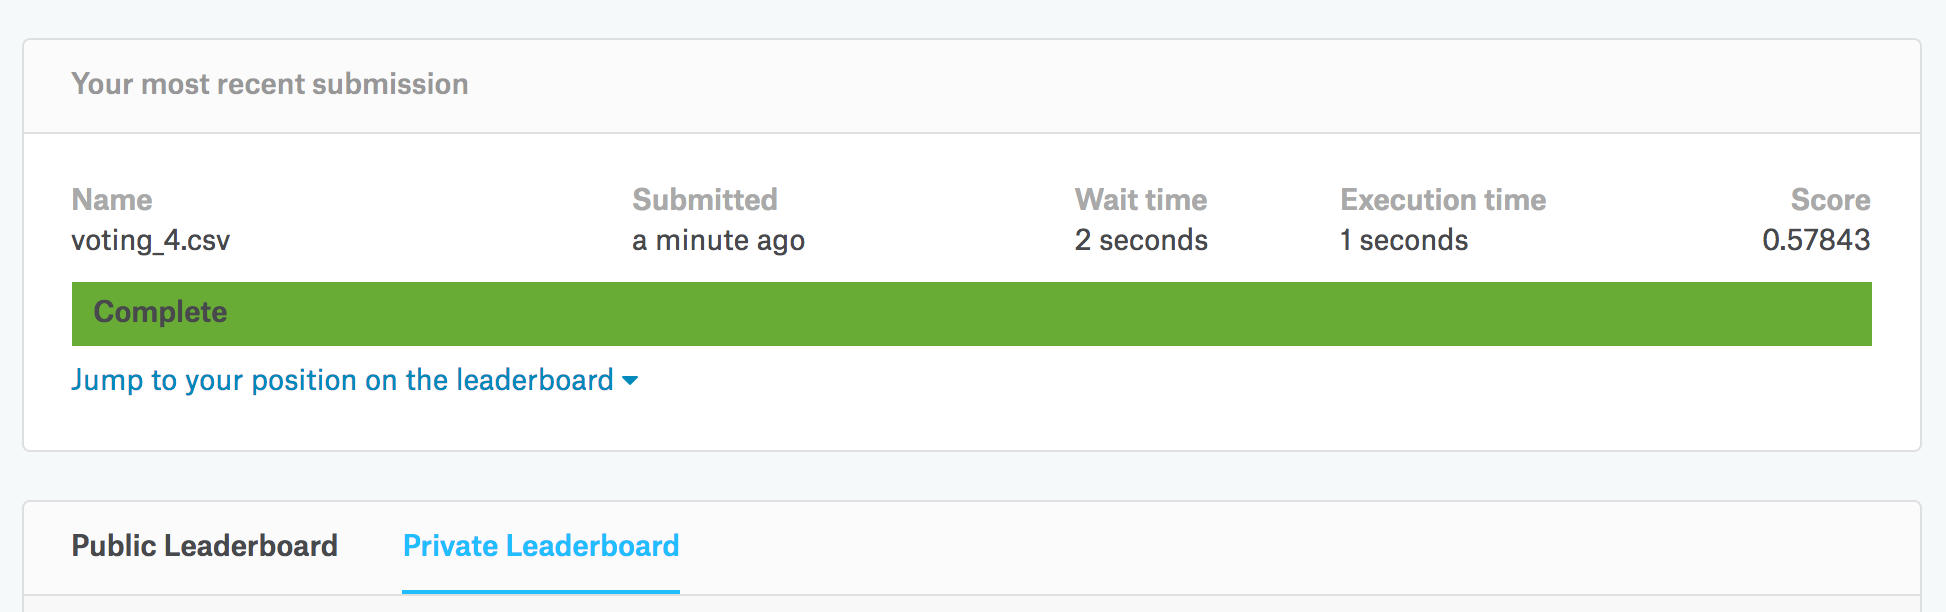 Your most recent submission
Name Submitted Wait time Execution time Score
voting_4.csv a minute ago 2 seconds 1 seconds 0.57843
Complete
Jump to your position on the leaderboard
Public Leaderboard Private Leaderboard